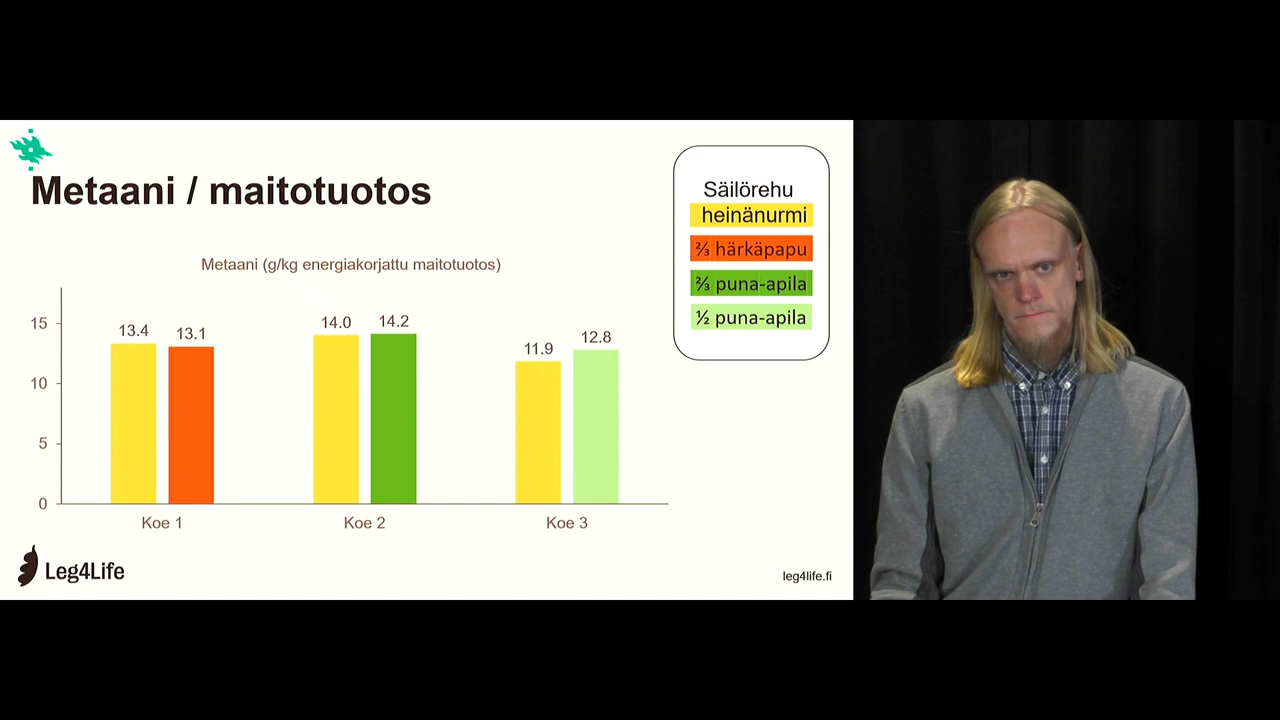 Metaani / maitotuotos
Säilörehu
heinänurmi
⅔ härkäpapu
⅔ puna-apila
½ puna-apila
Metaani (g/kg energiakorjattu maitotuotos)
15
10
5
0
13.4
13.1
14.0
14.2
11.9
12.8
Koe 1
Koe 2
Koe 3
Leg4Life
leg4life.fi